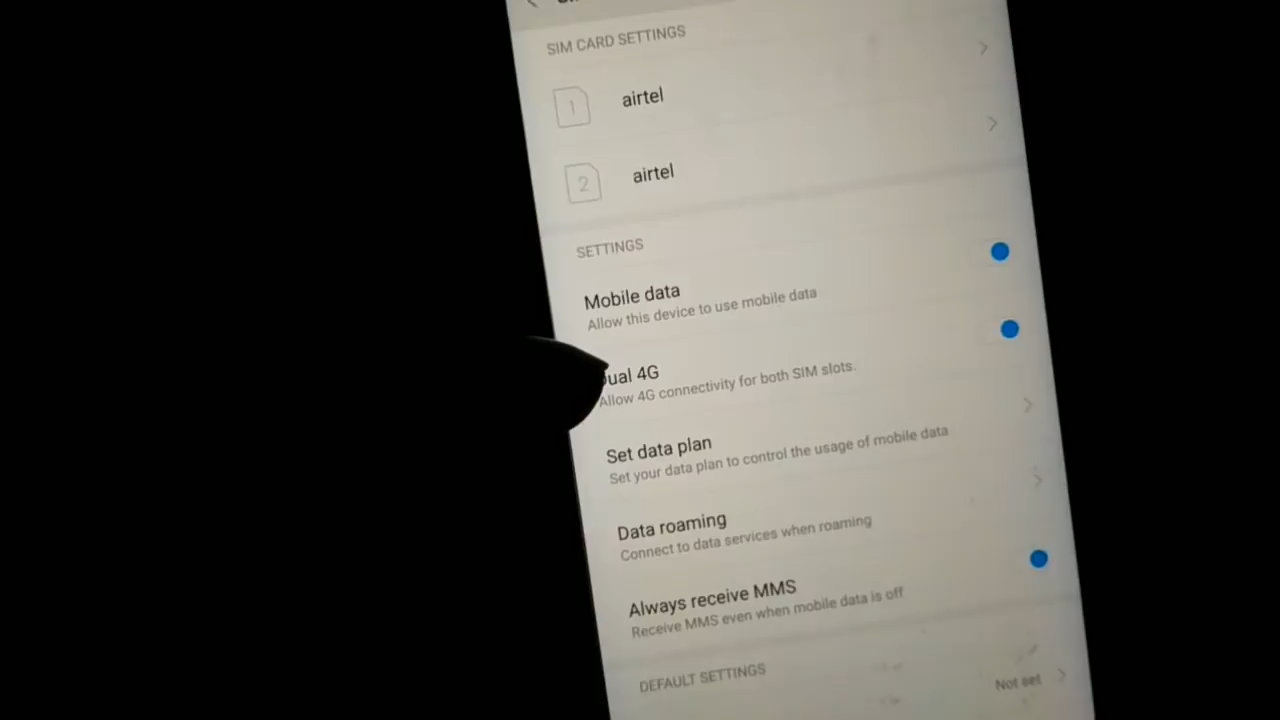 SIM CARD SETTINGS
1
airtel
2
airtel
SETTINGS
Mobile data
Allow this device to use mobile data
ual 4G
Allow 4G connectivity for both SIM slots.
Set data plan
Set your data plan to control the usage of mobile data
Data roaming
Connect to data services when roaming
Always receive MMS
Receive MMS even when mobile data is off
DEFAULT SETTINGS
Not set